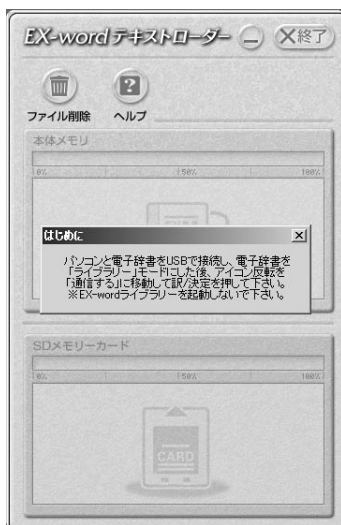 EX-word テキストローダー
終了
ファイル削除 ヘルプ
本体メモリ
0% 50% 100%
はじめに
パソコンと電子辞書をUSBで接続し、電子辞書を
「ライブラリー」モードにした後、アイコン反転を
「通信する」に移動して訳/決定を押して下さい。
※EX-wordライブラリーを起動しないで下さい。
SDメモリーカード
0% 50% 100%
CARD